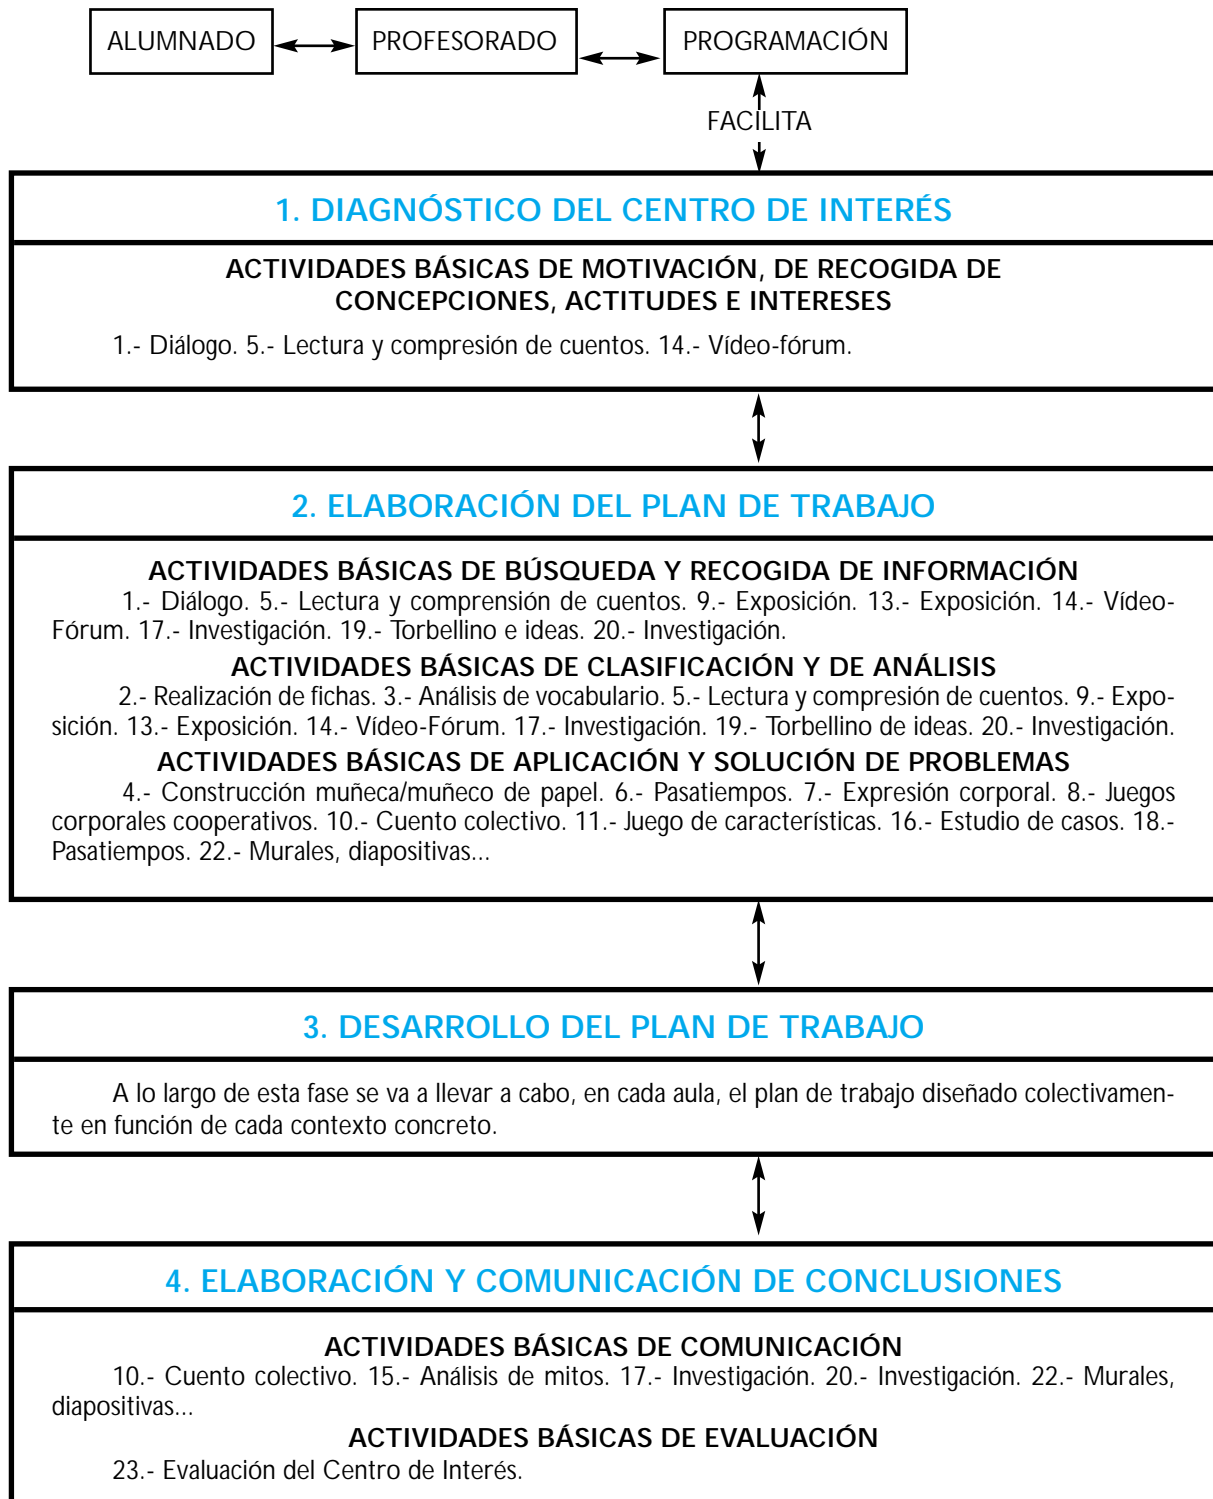 ALUMNADO PROFESORADO PROGRAMACIÓN
FACILITA
1. DIAGNÓSTICO DEL CENTRO DE INTERÉS
ACTIVIDADES BÁSICAS DE MOTIVACIÓN, DE RECOGIDA DE
CONCEPCIONES, ACTITUDES E INTERESES
1.- Diálogo. 5.- Lectura y compresión de cuentos. 14.- Vídeo-fórum.
2. ELABORACIÓN DEL PLAN DE TRABAJO
ACTIVIDADES BÁSICAS DE BÚSQUEDA Y RECOGIDA DE INFORMACIÓN
1.- Diálogo. 5.- Lectura y comprensión de cuentos. 9.- Exposición. 13.- Exposición. 14.- Vídeo-
Fórum. 17.- Investigación. 19.- Torbellino e ideas. 20.- Investigación.
ACTIVIDADES BÁSICAS DE CLASIFICACIÓN Y DE ANÁLISIS
2.- Realización de fichas. 3.- Análisis de vocabulario. 5.- Lectura y compresión de cuentos. 9.- Expo-
sición. 13.- Exposición. 14.- Vídeo-Fórum. 17.- Investigación. 19.- Torbellino de ideas. 20.- Investigación.
ACTIVIDADES BÁSICAS DE APLICACIÓN Y SOLUCIÓN DE PROBLEMAS
4.- Construcción muñeca/muñeco de papel. 6.- Pasatiempos. 7.- Expresión corporal. 8.- Juegos
corporales cooperativos. 10.- Cuento colectivo. 11.- Juego de características. 16.- Estudio de casos. 18.-
Pasatiempos. 22.- Murales, diapositivas...
3. DESARROLLO DEL PLAN DE TRABAJO
A lo largo de esta fase se va a llevar a cabo, en cada aula, el plan de trabajo diseñado colectivamen-
te en función de cada contexto concreto.
4. ELABORACIÓN Y COMUNICACIÓN DE CONCLUSIONES
ACTIVIDADES BÁSICAS DE COMUNICACIÓN
10.- Cuento colectivo. 15.- Análisis de mitos. 17.- Investigación. 20.- Investigación. 22.- Murales,
diapositivas...
ACTIVIDADES BÁSICAS DE EVALUACIÓN
23.- Evaluación del Centro de Interés.